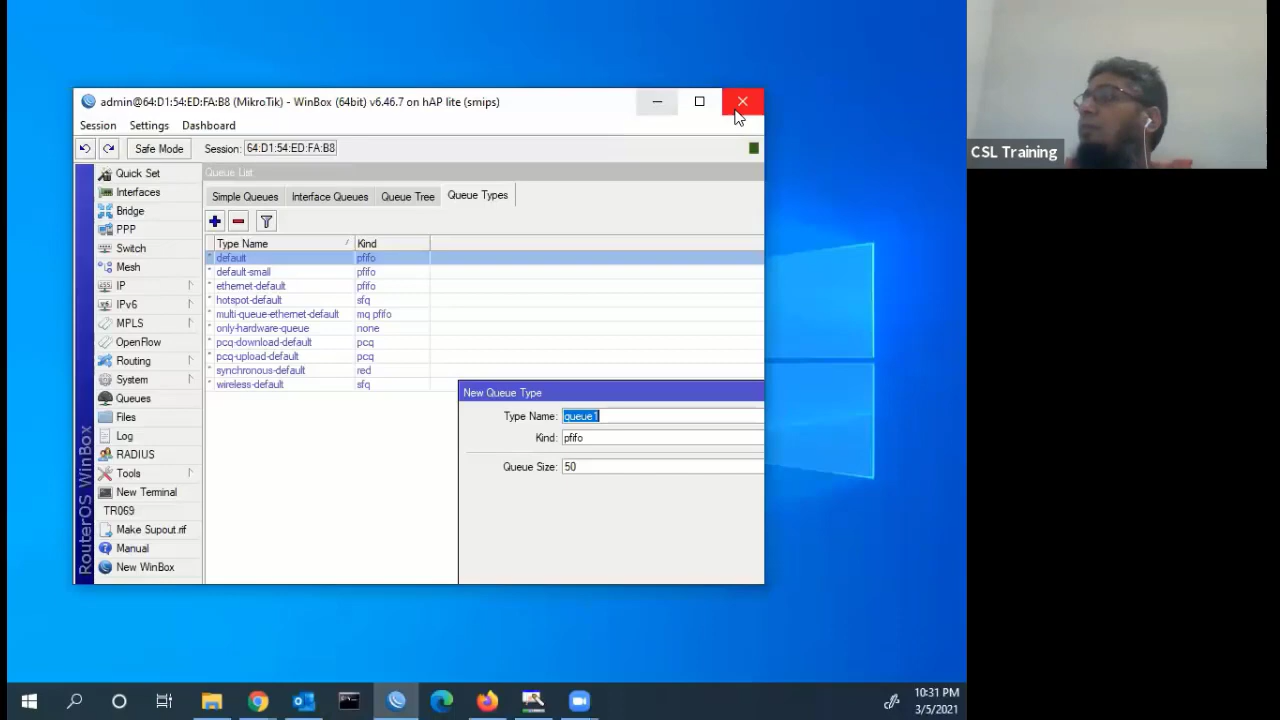 admin@64:D1:54:ED:FA:B8 (MikroTik) - WinBox (64bit) v6.46.7 on hAP lite (smips)
Session Settings Dashboard
Safe Mode Session: 64:D1:54:ED:FA:B8
CSL Training
Quick Set
Interfaces
Bridge
PPP
Switch
Mesh
IP
IPv6
MPLS
OpenFlow
Routing
System
Queues
Files
Log
RADIUS
Tools
New Terminal
TR069
Make Supout.rif
Manual
New WinBox
RouterOS WinBox
Queue List
Simple Queues Interface Queues Queue Tree Queue Types
Type Name / Kind
* default pfifo
* default-small pfifo
* ethernet-default pfifo
* hotspot-default sfq
* multi-queue-ethernet-default mq pfifo
* only-hardware-queue none
* pcq-download-default pcq
* pcq-upload-default pcq
* synchronous-default red
* wireless-default sfq
New Queue Type
Type Name: queue1
Kind: pfifo
Queue Size: 50
10:31 PM
3/5/2021